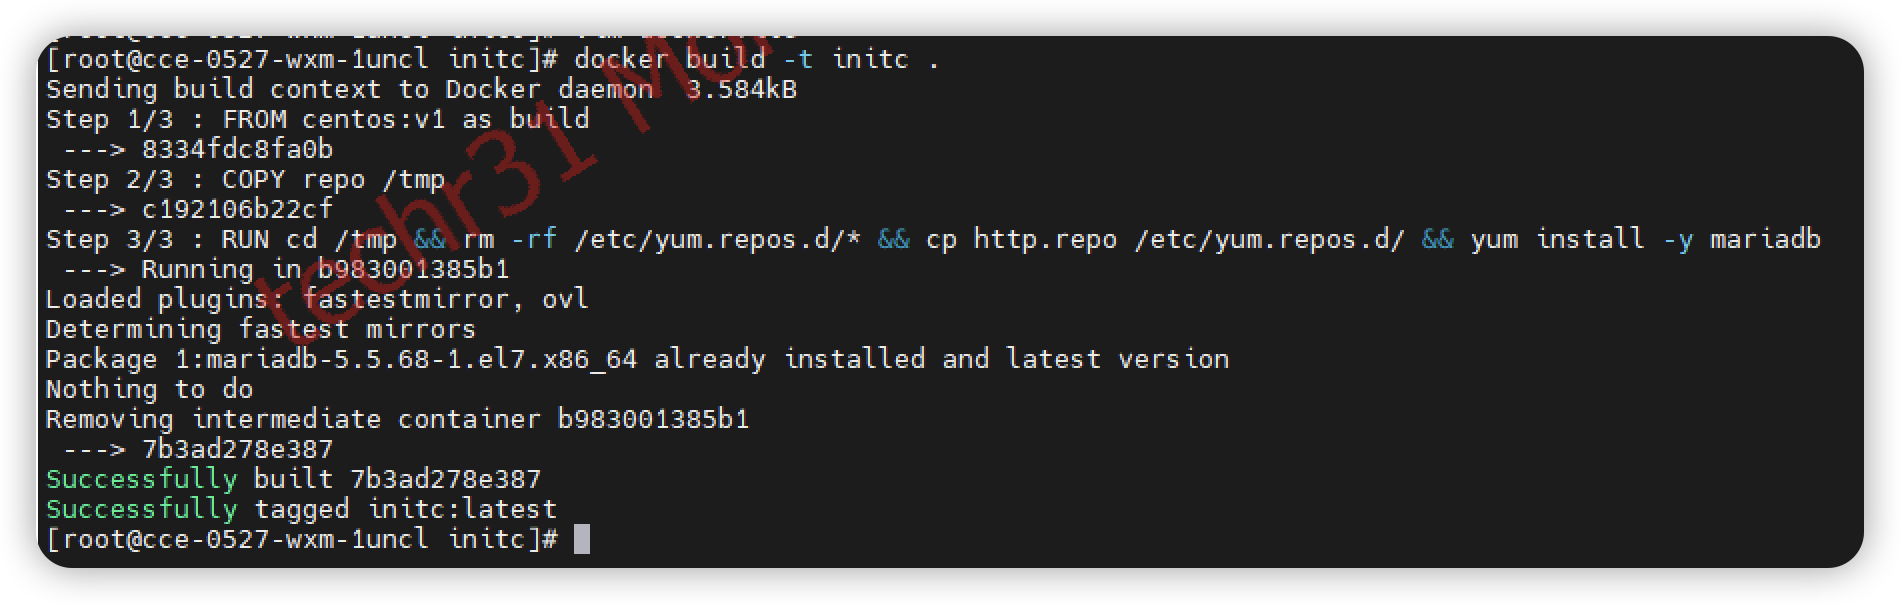 [root@cce-0527-wxm-1uncl initc]# docker build -t initc .
Sending build context to Docker daemon  3.584kB
Step 1/3 : FROM centos:v1 as build
 ---> 8334fdc8fa0b
Step 2/3 : COPY repo /tmp
 ---> c192106b22cf
Step 3/3 : RUN cd /tmp && rm -rf /etc/yum.repos.d/* && cp http.repo /etc/yum.repos.d/ && yum install -y mariadb
 ---> Running in b983001385b1
Loaded plugins: fastestmirror, ovl
Determining fastest mirrors
Package 1:mariadb-5.5.68-1.el7.x86_64 already installed and latest version
Nothing to do
Removing intermediate container b983001385b1
 ---> 7b3ad278e387
Successfully built 7b3ad278e387
Successfully tagged initc:latest
[root@cce-0527-wxm-1uncl initc]#
techr31